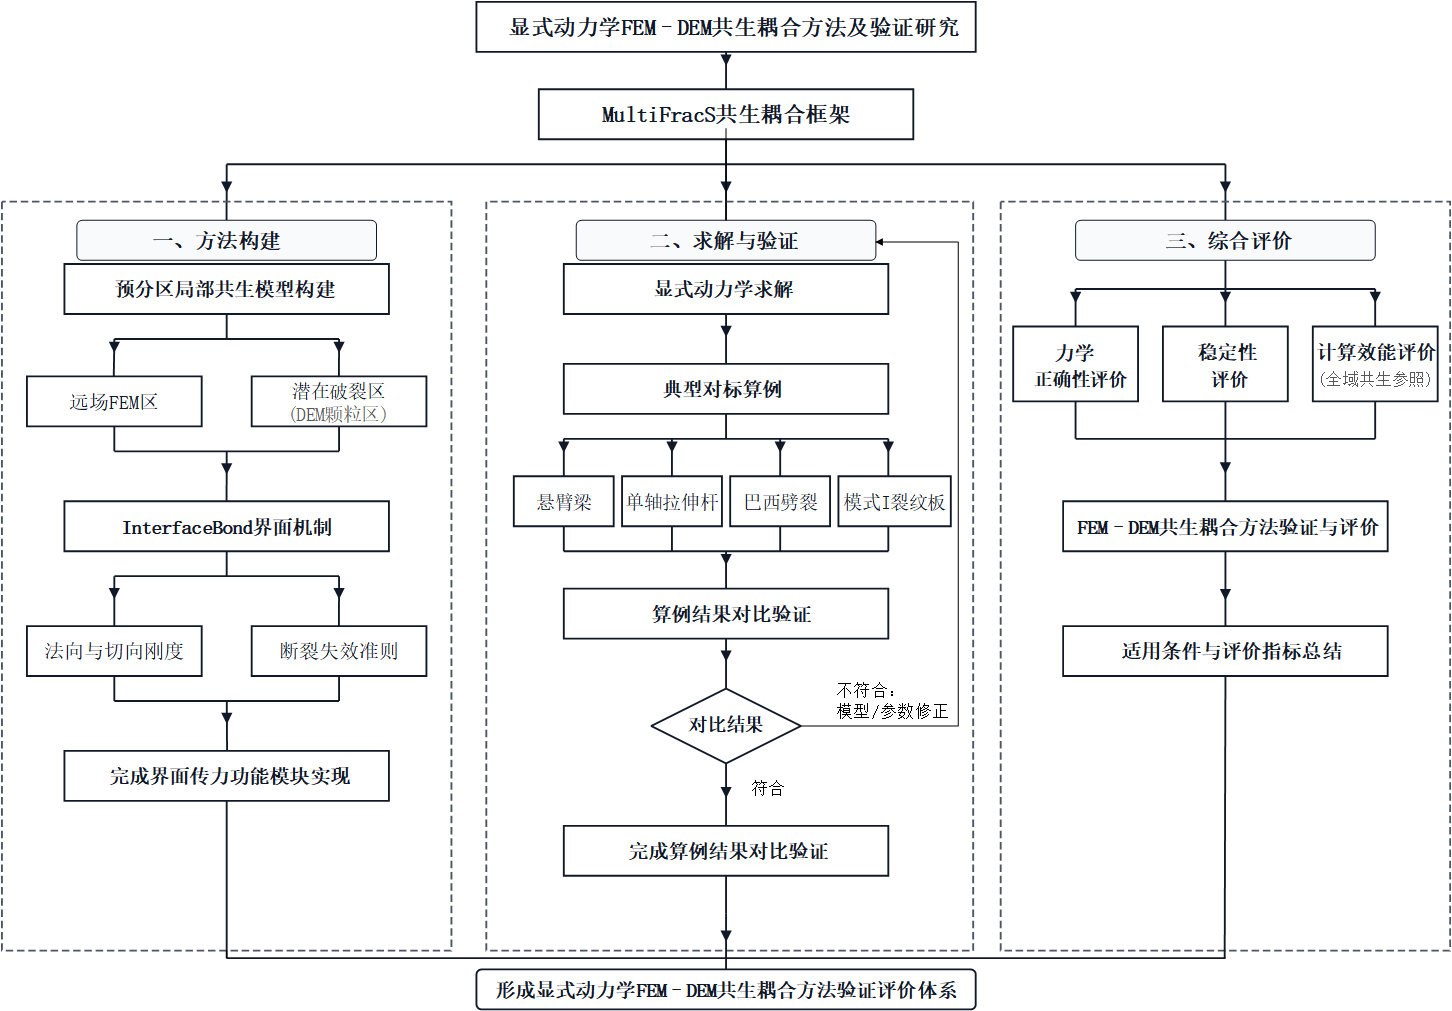 显式动力学FEM-DEM共生耦合方法及验证研究
MultiFracS共生耦合框架
一、方法构建
预分区局部共生模型构建
远场FEM区
潜在破裂区
(DEM颗粒区)
InterfaceBond界面机制
法向与切向刚度
断裂失效准则
完成界面传力功能模块实现
二、求解与验证
显式动力学求解
典型对标算例
悬臂梁
单轴拉伸杆
巴西劈裂
模式I裂纹板
算例结果对比验证
对比结果
不符合：
模型/参数修正
符合
完成算例结果对比验证
三、综合评价
力学
正确性评价
稳定性
评价
计算效能评价
(全域共生参照)
FEM-DEM共生耦合方法验证与评价
适用条件与评价指标总结
形成显式动力学FEM-DEM共生耦合方法验证评价体系